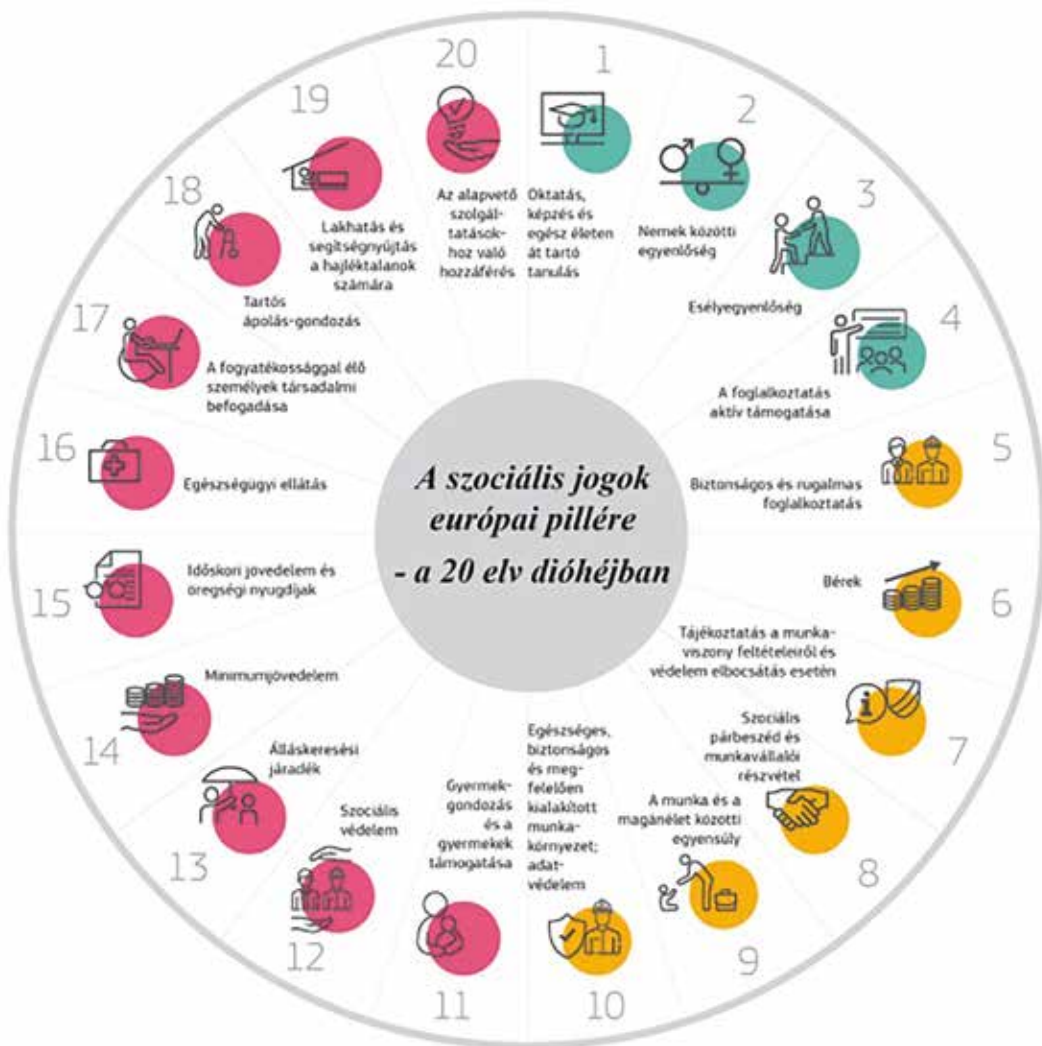 A szociális jogok
európai pillére
- a 20 elv dióhéjban
1
Oktatás,
képzés és
egész életen
át tartó
tanulás
2
Nemek közötti
egyenlőség
3
Esélyegyenlőség
4
A foglalkoztatás
aktív támogatása
5
Biztonságos és rugalmas
foglalkoztatás
6
Bérek
7
Tájékoztatás a munka-
viszony feltételeiről és
védelem elbocsátás esetén
i
8
Szociális
párbeszéd és
munkavállalói
részvétel
9
A munka és a
magánélet közötti
egyensúly
10
Egészséges,
biztonságos
és meg-
felelően
kialakított
munka-
környezet;
adat-
védelem
11
Gyermek-
gondozás
és a
gyermekek
támogatása
12
Szociális
védelem
13
Álláskeresési
járadék
14
Minimumjövedelem
15
Időskori jövedelem és
öregségi nyugdíjak
16
Egészségügyi ellátás
17
A fogyatékossággal élő
személyek társadalmi
befogadása
18
Tartós
ápolás-gondozás
19
Lakhatás és
segítségnyújtás
a hajléktalanok
számára
20
Az alapvető
szolgál-
tatások-
hoz való
hozzáférés